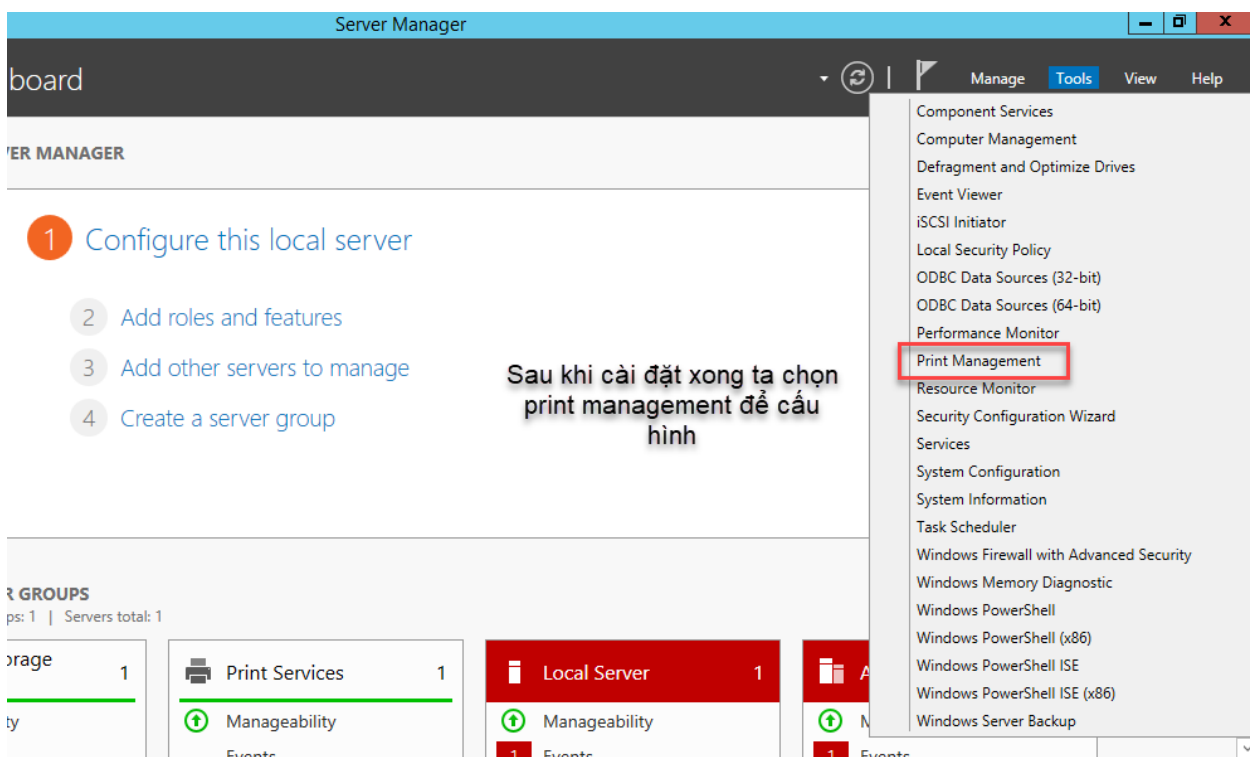 Server Manager
board
Manage Tools View Help
Component Services
Computer Management
Defragment and Optimize Drives
Event Viewer
iSCSI Initiator
Local Security Policy
ODBC Data Sources (32-bit)
ODBC Data Sources (64-bit)
Performance Monitor
Print Management
Resource Monitor
Security Configuration Wizard
Services
System Configuration
System Information
Task Scheduler
Windows Firewall with Advanced Security
Windows Memory Diagnostic
Windows PowerShell
Windows PowerShell (x86)
Windows PowerShell ISE
Windows PowerShell ISE (x86)
Windows Server Backup
VER MANAGER
1 Configure this local server
2 Add roles and features
3 Add other servers to manage
4 Create a server group
Sau khi cài đặt xong ta chọn
print management để cấu
hình
R GROUPS
ps: 1 | Servers total: 1
orage 1
ty
Print Services 1
Manageability
Events
Local Server 1
Manageability
1 Events
A
M
1 Events